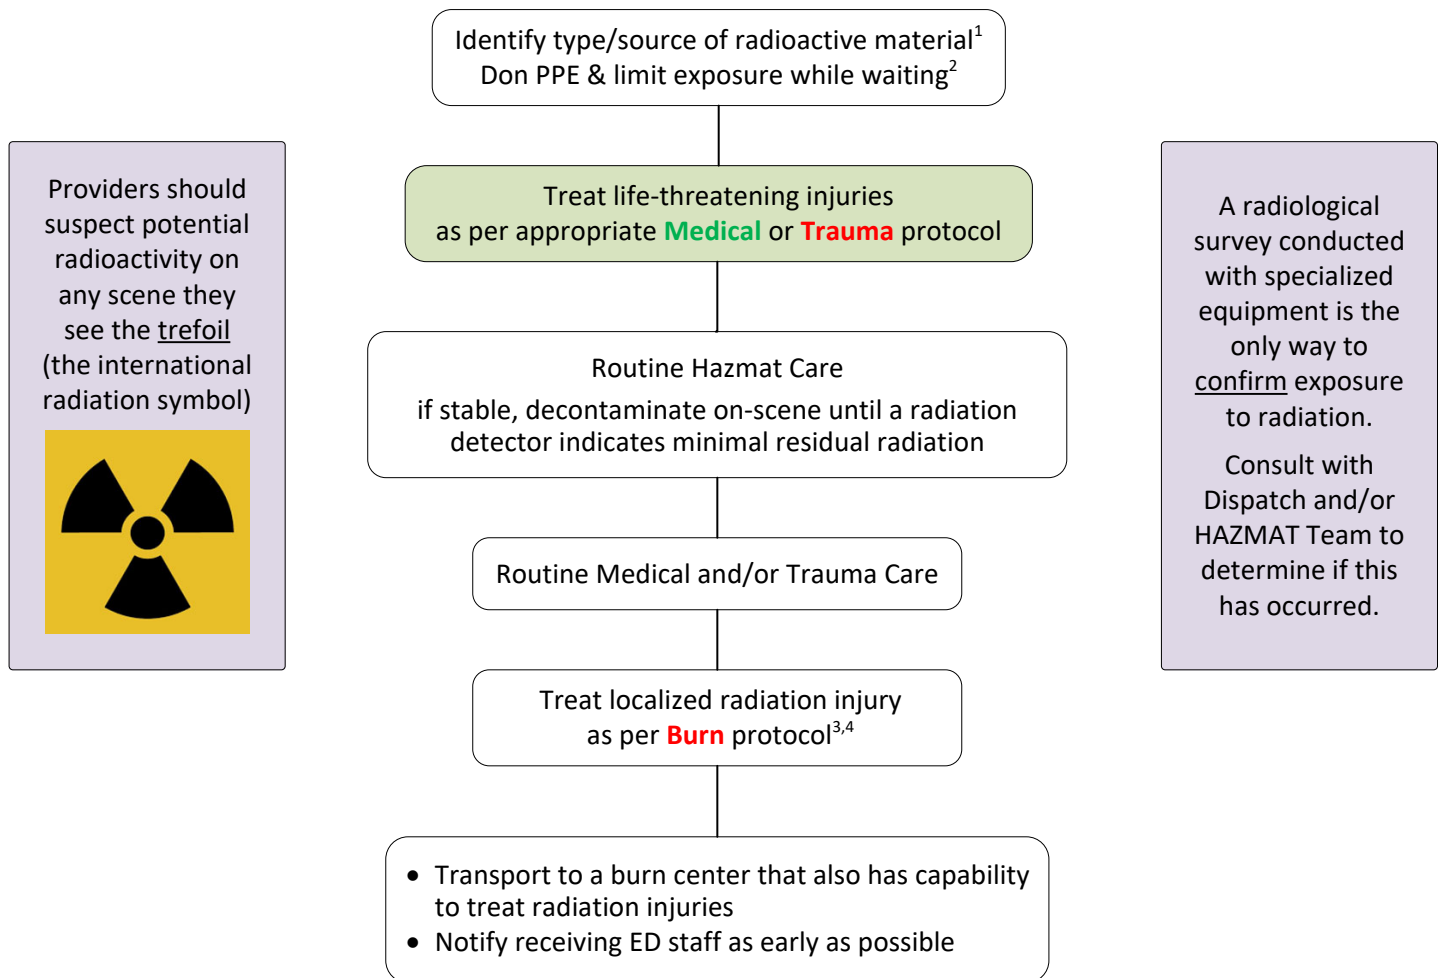 Identify type/source of radioactive material¹
Don PPE & limit exposure while waiting²
Providers should
suspect potential
radioactivity on
any scene they
see the trefoil
(the international
radiation symbol)
Treat life-threatening injuries
as per appropriate Medical or Trauma protocol
A radiological
survey conducted
with specialized
equipment is the
only way to
confirm exposure
to radiation.
Consult with
Dispatch and/or
HAZMAT Team to
determine if this
has occurred.
Routine Hazmat Care
if stable, decontaminate on-scene until a radiation
detector indicates minimal residual radiation
Routine Medical and/or Trauma Care
Treat localized radiation injury
as per Burn protocol³,⁴
• Transport to a burn center that also has capability
to treat radiation injuries
• Notify receiving ED staff as early as possible